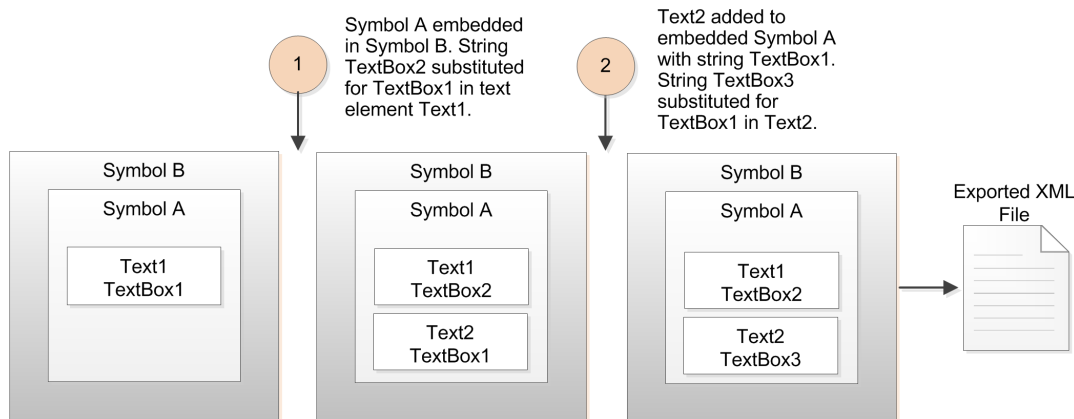 1
Symbol A embedded
in Symbol B. String
TextBox2 substituted
for TextBox1 in text
element Text1.
2
Text2 added to
embedded Symbol A
with string TextBox1.
String TextBox3
substituted for
TextBox1 in Text2.
Symbol B
Symbol A
Text1
TextBox1
Symbol B
Symbol A
Text1
TextBox2
Text2
TextBox1
Symbol B
Symbol A
Text1
TextBox2
Text2
TextBox3
Exported XML
File